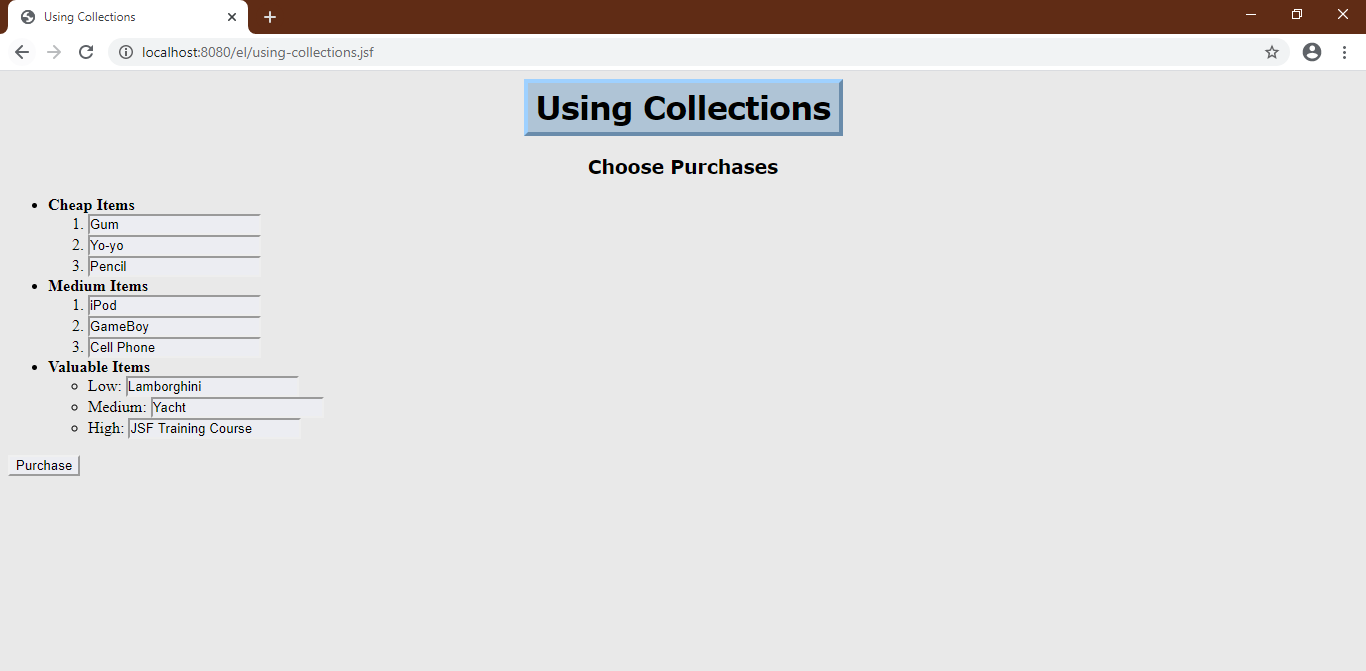 Using Collections
localhost:8080/el/using-collections.jsf
Using Collections
Choose Purchases
• Cheap Items
1. Gum
2. Yo-yo
3. Pencil
• Medium Items
1. iPod
2. GameBoy
3. Cell Phone
• Valuable Items
○ Low: Lamborghini
○ Medium: Yacht
○ High: JSF Training Course
Purchase